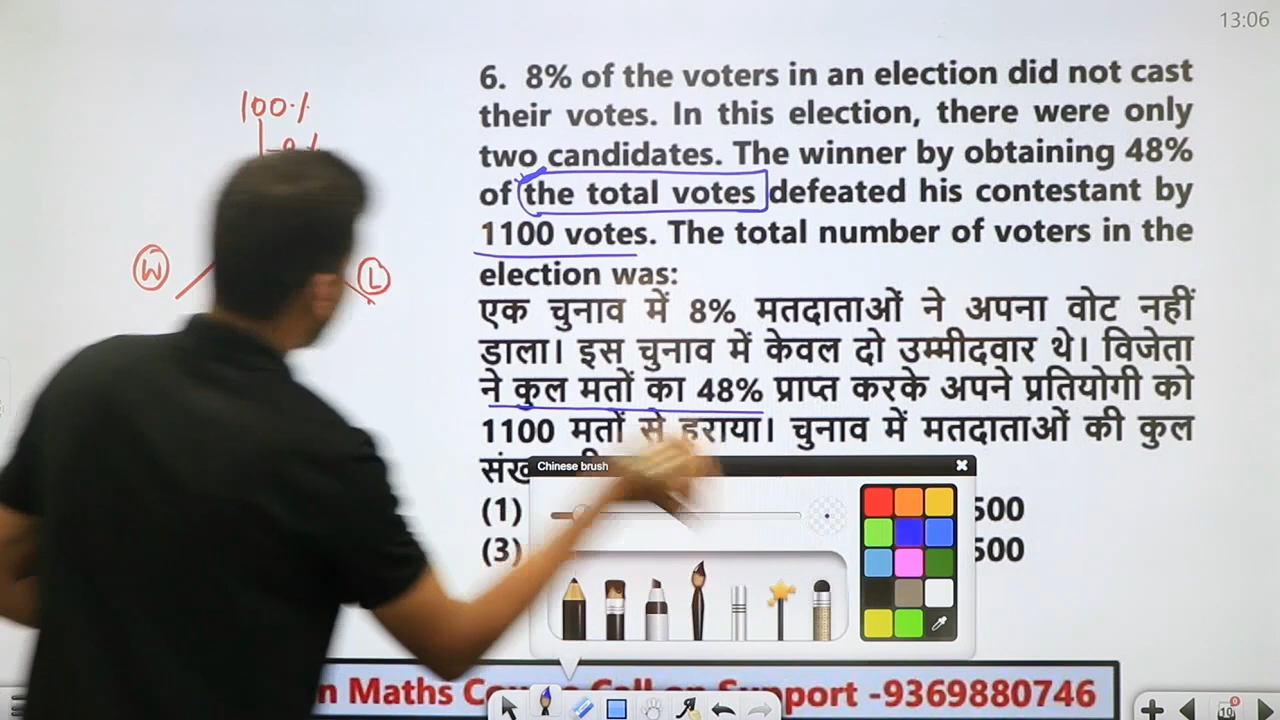 13:06
100%
W
L
6. 8% of the voters in an election did not cast
their votes. In this election, there were only
two candidates. The winner by obtaining 48%
of the total votes defeated his contestant by
1100 votes. The total number of voters in the
election was:
एक चुनाव में 8% मतदाताओं ने अपना वोट नहीं
डाला। इस चुनाव में केवल दो उम्मीदवार थे। विजेता
ने कुल मतों का 48% प्राप्त करके अपने प्रतियोगी को
1100 मतों से हराया। चुनाव में मतदाताओं की कुल
Chinese brush
(1)
(3)
Maths Call on Support -9369880746